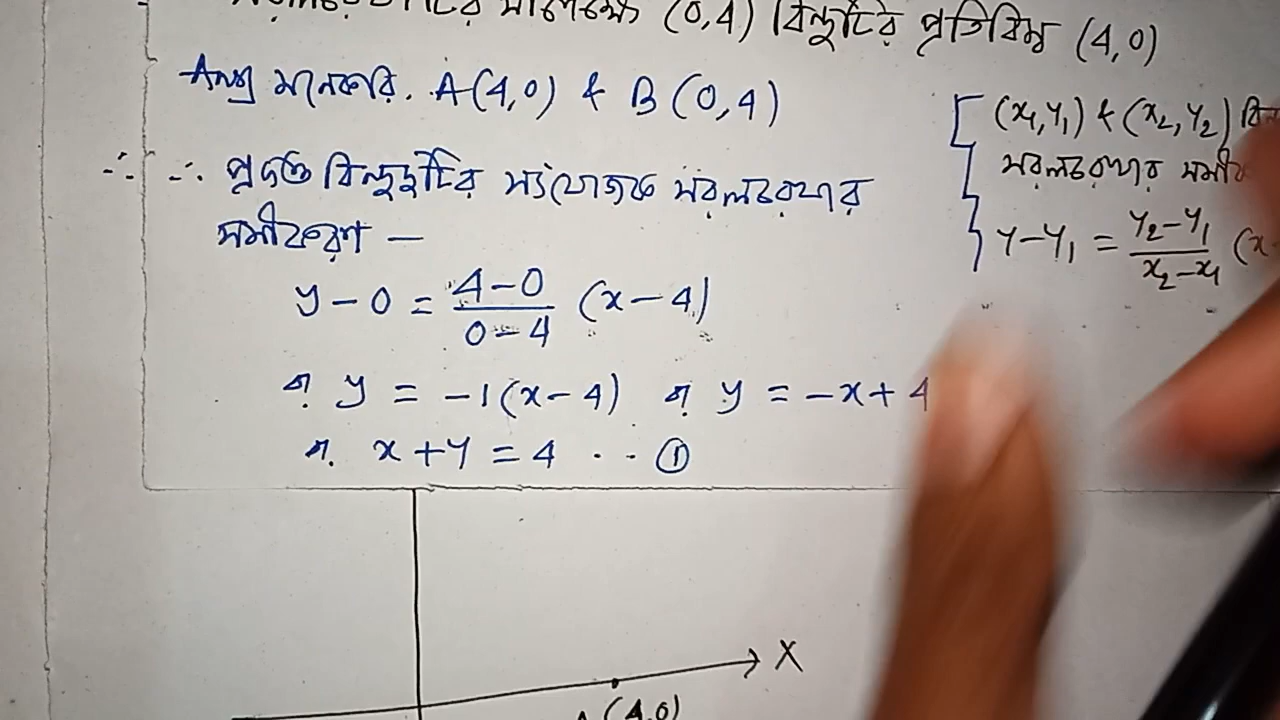 সাপেক্ষে (0,4) বিন্দুটির প্রতিবিম্ব (4,0)
Ans মনেকরি. A(4,0) & B(0,4)
∴ ∴ প্রদত্ত বিন্দুদুটির সংযোজক সরলরেখার
সমীকরণ —
y – 0 = \frac{4–0}{0–4} (x – 4)
বা, y = –1(x–4) বা, y = –x + 4
বা, x + y = 4 ... ①
(x₁,y₁) & (x₂,y₂)
সরলরেখার
y–y₁ = \frac{y₂–y₁}{x₂–x₁} (x
X
(4,0)